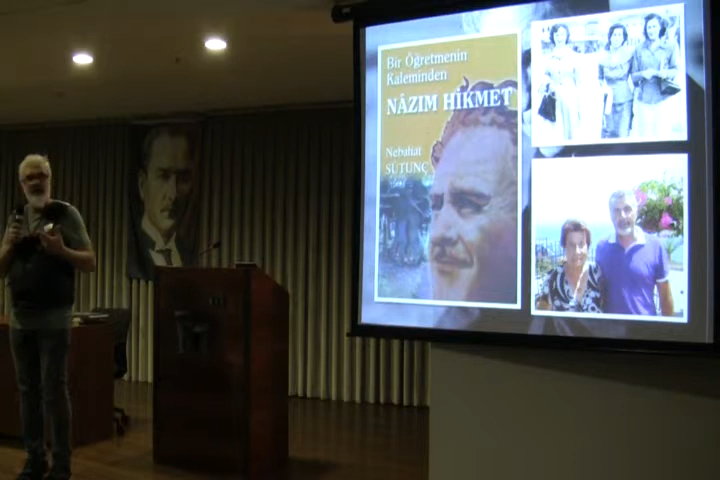 Bir Öğretmenin
Kaleminden
NÂZIM HİKMET
Nebahat
SÜTUNÇ